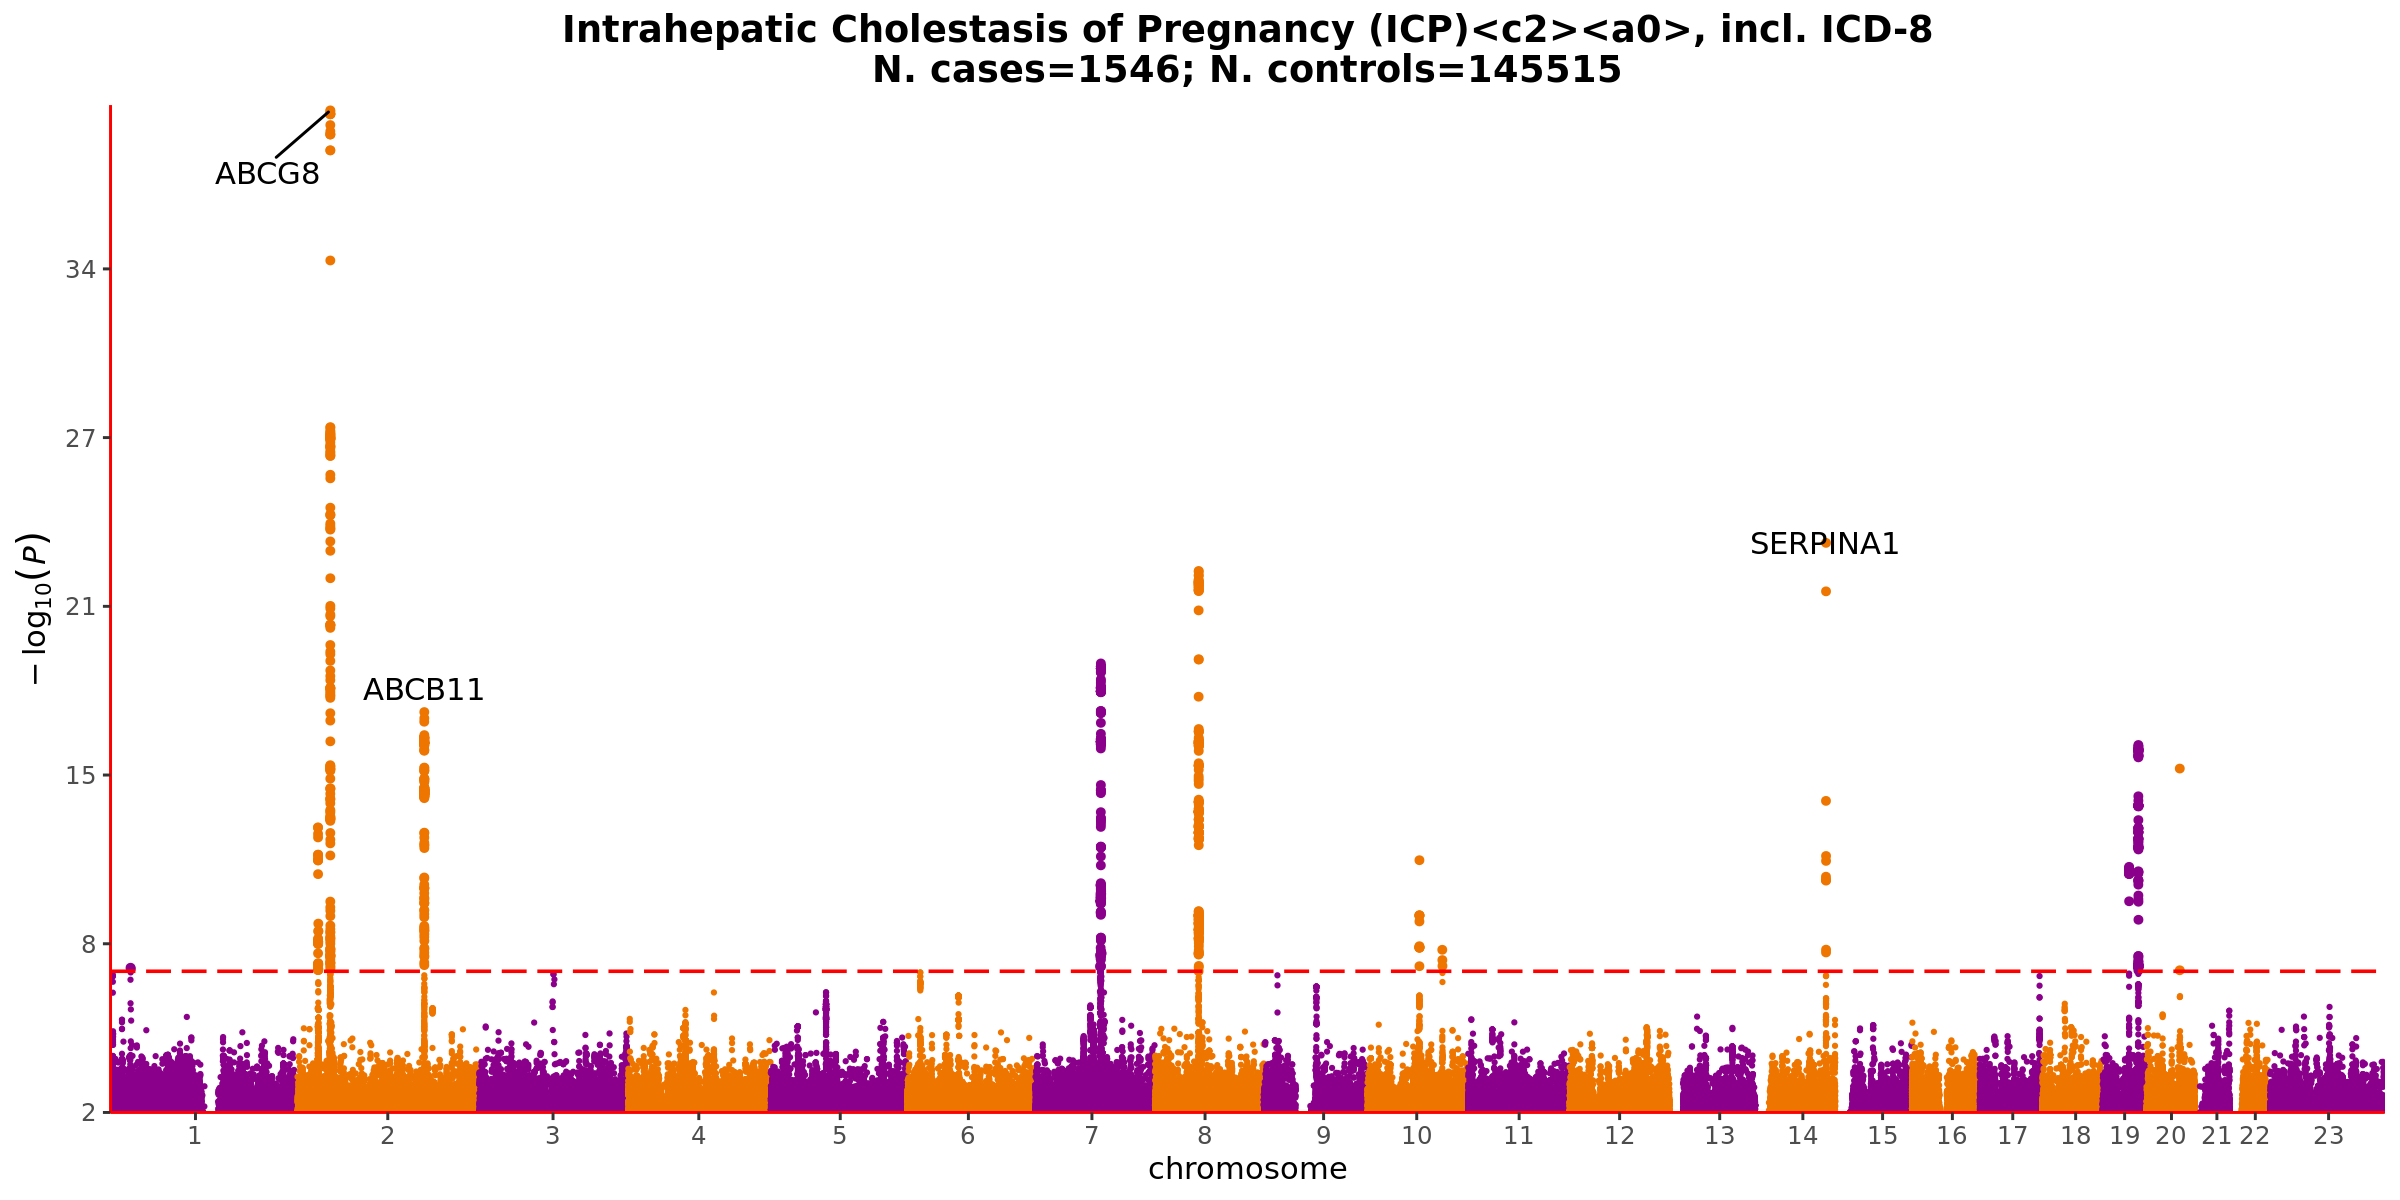 Intrahepatic Cholestasis of Pregnancy (ICP)<c2><a0>, incl. ICD-8
N. cases=1546; N. controls=145515
ABCG8
34
27
SERPINA1
21
ABCB11
15
8
2
− log10(P)
1 2 3 4 5 6 7 8 9 10 11 12 13 14 15 16 17 18 19 20 21 22 23
chromosome